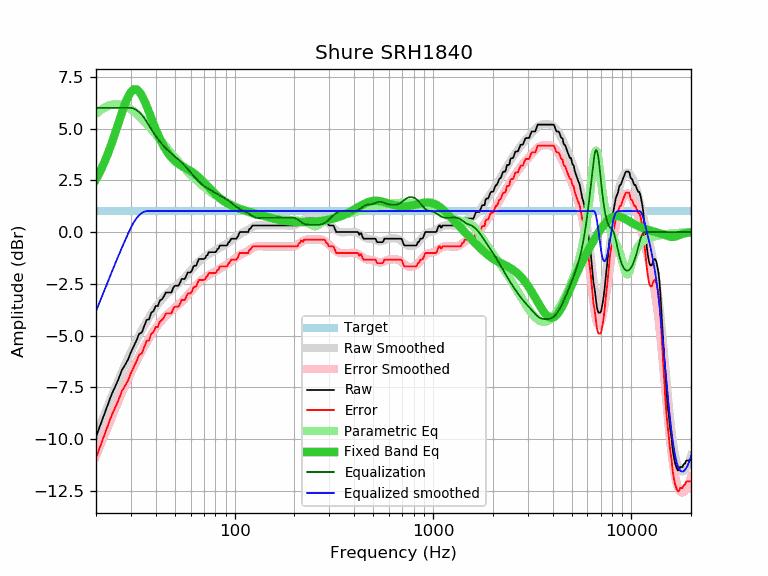 Shure SRH1840
Amplitude (dBr)
7.5
5.0
2.5
0.0
−2.5
−5.0
−7.5
−10.0
−12.5
Target
Raw Smoothed
Error Smoothed
Raw
Error
Parametric Eq
Fixed Band Eq
Equalization
Equalized smoothed
100
1000
10000
Frequency (Hz)